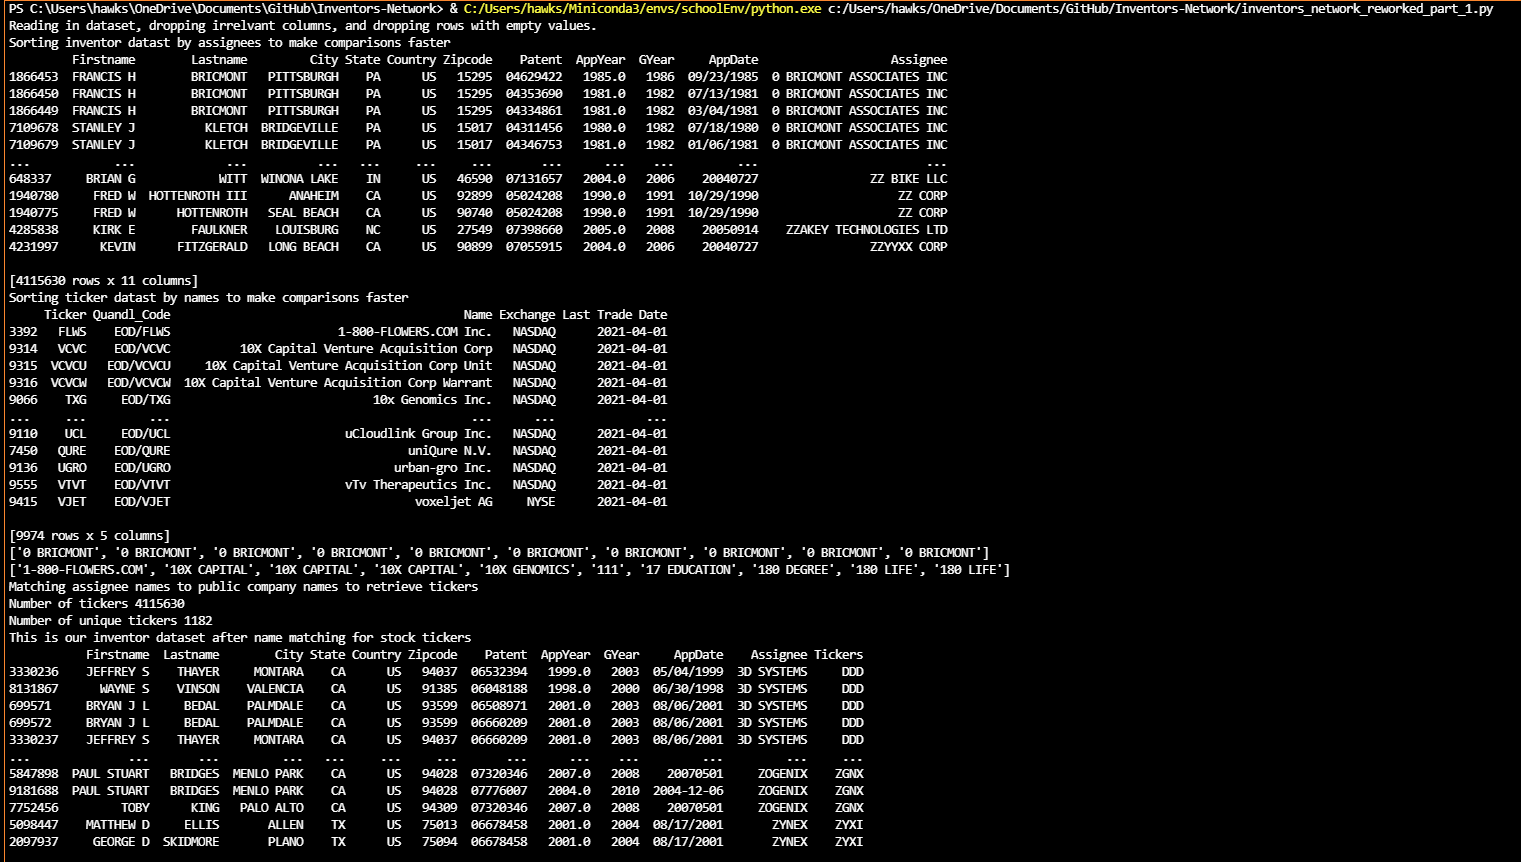 PS C:\Users\hawks\OneDrive\Documents\GitHub\Inventors-Network> & C:/Users/hawks/Miniconda3/envs/schoolEnv/python.exe c:/Users/hawks/OneDrive/Documents/GitHub/Inventors-Network/inventors_network_reworked_part_1.py
Reading in dataset, dropping irrelvant columns, and dropping rows with empty values.
Sorting inventor datast by assignees to make comparisons faster
Firstname Lastname City State Country Zipcode Patent AppYear GYear AppDate Assignee
1866453 FRANCIS H BRICMONT PITTSBURGH PA US 15295 04629422 1985.0 1986 09/23/1985 0 BRICMONT ASSOCIATES INC
1866450 FRANCIS H BRICMONT PITTSBURGH PA US 15295 04353690 1981.0 1982 07/13/1981 0 BRICMONT ASSOCIATES INC
1866449 FRANCIS H BRICMONT PITTSBURGH PA US 15295 04334861 1981.0 1982 03/04/1981 0 BRICMONT ASSOCIATES INC
7109678 STANLEY J KLETCH BRIDGEVILLE PA US 15017 04311456 1980.0 1982 07/18/1980 0 BRICMONT ASSOCIATES INC
7109679 STANLEY J KLETCH BRIDGEVILLE PA US 15017 04346753 1981.0 1982 01/06/1981 0 BRICMONT ASSOCIATES INC
... ... ... ... ... ... ... ... ... ... ... ...
648337 BRIAN G WITT WINONA LAKE IN US 46590 07131657 2004.0 2006 20040727 ZZ BIKE LLC
1940780 FRED W HOTTENROTH III ANAHEIM CA US 92899 05024208 1990.0 1991 10/29/1990 ZZ CORP
1940775 FRED W HOTTENROTH SEAL BEACH CA US 90740 05024208 1990.0 1991 10/29/1990 ZZ CORP
4285838 KIRK E FAULKNER LOUISBURG NC US 27549 07398660 2005.0 2008 20050914 ZZAKEY TECHNOLOGIES LTD
4231997 KEVIN FITZGERALD LONG BEACH CA US 90899 07055915 2004.0 2006 20040727 ZZYYXX CORP
[4115630 rows x 11 columns]
Sorting ticker datast by names to make comparisons faster
Ticker Quandl_Code Name Exchange Last Trade Date
3392 FLWS EOD/FLWS 1-800-FLOWERS.COM Inc. NASDAQ 2021-04-01
9314 VCVC EOD/VCVC 10X Capital Venture Acquisition Corp NASDAQ 2021-04-01
9315 VCVCU EOD/VCVCU 10X Capital Venture Acquisition Corp Unit NASDAQ 2021-04-01
9316 VCVCW EOD/VCVCW 10X Capital Venture Acquisition Corp Warrant NASDAQ 2021-04-01
9066 TXG EOD/TXG 10x Genomics Inc. NASDAQ 2021-04-01
... ... ... ... ... ...
9110 UCL EOD/UCL uCloudlink Group Inc. NASDAQ 2021-04-01
7450 QURE EOD/QURE uniQure N.V. NASDAQ 2021-04-01
9136 UGRO EOD/UGRO urban-gro Inc. NASDAQ 2021-04-01
9555 VTVT EOD/VTVT vTv Therapeutics Inc. NASDAQ 2021-04-01
9415 VJET EOD/VJET voxeljet AG NYSE 2021-04-01
[9974 rows x 5 columns]
['0 BRICMONT', '0 BRICMONT', '0 BRICMONT', '0 BRICMONT', '0 BRICMONT', '0 BRICMONT', '0 BRICMONT', '0 BRICMONT', '0 BRICMONT', '0 BRICMONT']
['1-800-FLOWERS.COM', '10X CAPITAL', '10X CAPITAL', '10X CAPITAL', '10X GENOMICS', '111', '17 EDUCATION', '180 DEGREE', '180 LIFE', '180 LIFE']
Matching assignee names to public company names to retrieve tickers
Number of tickers 4115630
Number of unique tickers 1182
This is our inventor dataset after name matching for stock tickers
Firstname Lastname City State Country Zipcode Patent AppYear GYear AppDate Assignee Tickers
3330236 JEFFREY S THAYER MONTARA CA US 94037 06532394 1999.0 2003 05/04/1999 3D SYSTEMS DDD
8131867 WAYNE S VINSON VALENCIA CA US 91385 06048188 1998.0 2000 06/30/1998 3D SYSTEMS DDD
699571 BRYAN J L BEDAL PALMDALE CA US 93599 06508971 2001.0 2003 08/06/2001 3D SYSTEMS DDD
699572 BRYAN J L BEDAL PALMDALE CA US 93599 06660209 2001.0 2003 08/06/2001 3D SYSTEMS DDD
3330237 JEFFREY S THAYER MONTARA CA US 94037 06660209 2001.0 2003 08/06/2001 3D SYSTEMS DDD
... ... ... ... ... ... ... ... ... ... ... ... ...
5847898 PAUL STUART BRIDGES MENLO PARK CA US 94028 07320346 2007.0 2008 20070501 ZOGENIX ZGNX
9181688 PAUL STUART BRIDGES MENLO PARK CA US 94028 07776007 2004.0 2010 2004-12-06 ZOGENIX ZGNX
7752456 TOBY KING PALO ALTO CA US 94309 07320346 2007.0 2008 20070501 ZOGENIX ZGNX
5098447 MATTHEW D ELLIS ALLEN TX US 75013 06678458 2001.0 2004 08/17/2001 ZYNEX ZYXI
2097937 GEORGE D SKIDMORE PLANO TX US 75094 06678458 2001.0 2004 08/17/2001 ZYNEX ZYXI